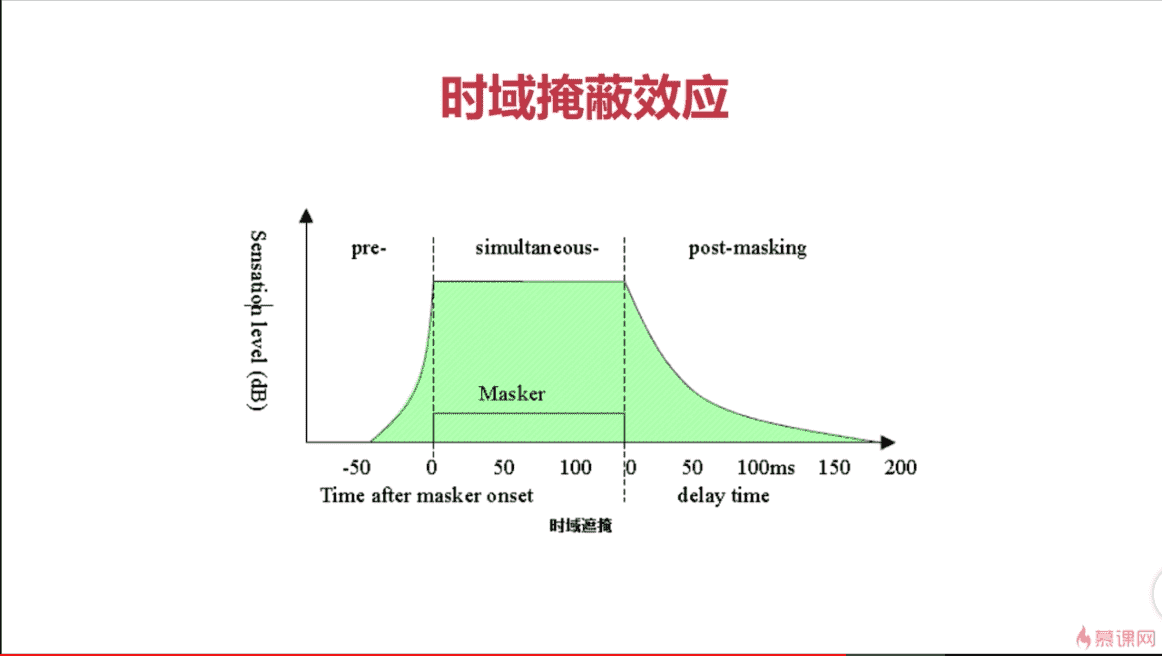 时域掩蔽效应
Sensation level (dB)
pre-
simultaneous-
post-masking
Masker
-50 0 50 100 0 50 100ms 150 200
Time after masker onset
delay time
时域遮掩
慕课网